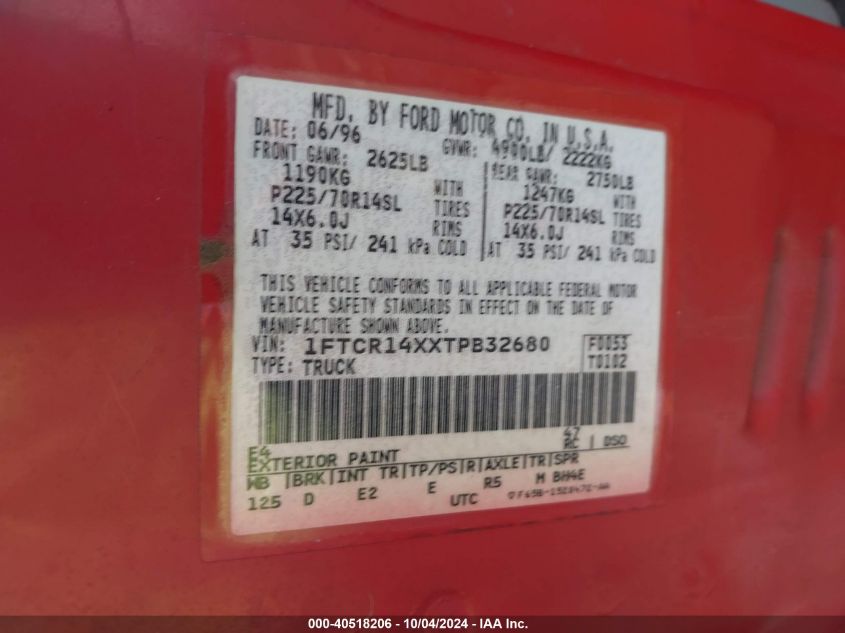 MFD. BY FORD MOTOR CO. IN U.S.A.
DATE: 06/96 GVWR: 4900LB/ 2222KG
FRONT GAWR: 2625LB REAR GAWR: 2750LB
1190KG WITH 1247KG WITH
P225/70R14SL TIRES P225/70R14SL TIRES
14X6.0J RIMS 14X6.0J RIMS
AT 35 PSI/ 241 kPa COLD AT 35 PSI/ 241 kPa COLD
THIS VEHICLE CONFORMS TO ALL APPLICABLE FEDERAL MOTOR
VEHICLE SAFETY STANDARDS IN EFFECT ON THE DATE OF
MANUFACTURE SHOWN ABOVE.
VIN: 1FTCR14XXTPB32680 F0053
TYPE: TRUCK T0102
E4 47
EXTERIOR PAINT RC DSO
WB BRK INT TR TP/PS R AXLE TR SPR
125 D E2 E R5 M BH4E
UTC
000-40518206 - 10/04/2024 - IAA Inc.